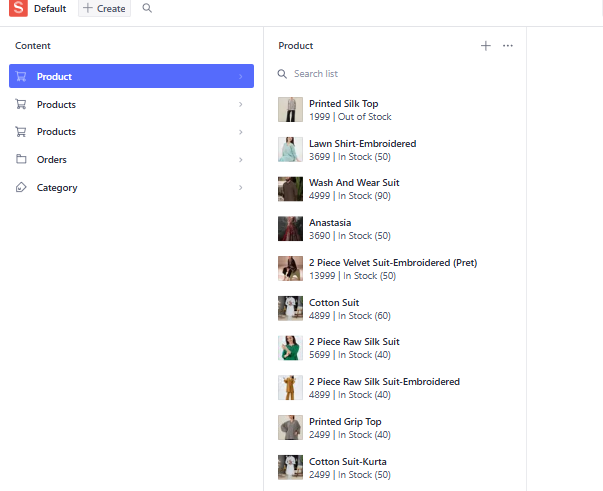 S Default + Create
Content
Product
Products
Products
Orders
Category
Product
Search list
Printed Silk Top
1999 | Out of Stock
Lawn Shirt-Embroidered
3699 | In Stock (50)
Wash And Wear Suit
4999 | In Stock (90)
Anastasia
3690 | In Stock (50)
2 Piece Velvet Suit-Embroidered (Pret)
13999 | In Stock (50)
Cotton Suit
4899 | In Stock (60)
2 Piece Raw Silk Suit
5699 | In Stock (40)
2 Piece Raw Silk Suit-Embroidered
4899 | In Stock (40)
Printed Grip Top
2499 | In Stock (40)
Cotton Suit-Kurta
2499 | In Stock (50)